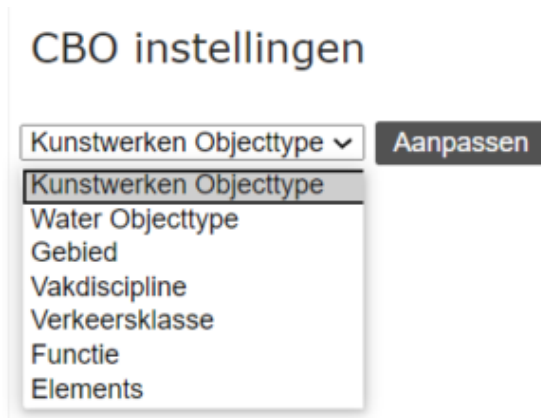 CBO instellingen
Kunstwerken Objecttype Aanpassen
Kunstwerken Objecttype
Water Objecttype
Gebied
Vakdiscipline
Verkeersklasse
Functie
Elements